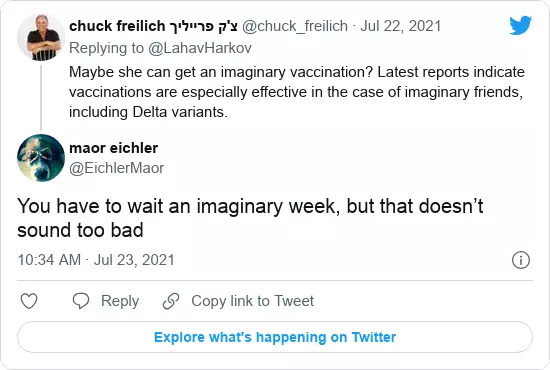 chuck freilich צ'ק פרייליך @chuck_freilich · Jul 22, 2021
Replying to @LahavHarkov
Maybe she can get an imaginary vaccination? Latest reports indicate
vaccinations are especially effective in the case of imaginary friends,
including Delta variants.
maor eichler
@EichlerMaor
You have to wait an imaginary week, but that doesn’t
sound too bad
10:34 AM · Jul 23, 2021
Reply Copy link to Tweet
Explore what's happening on Twitter